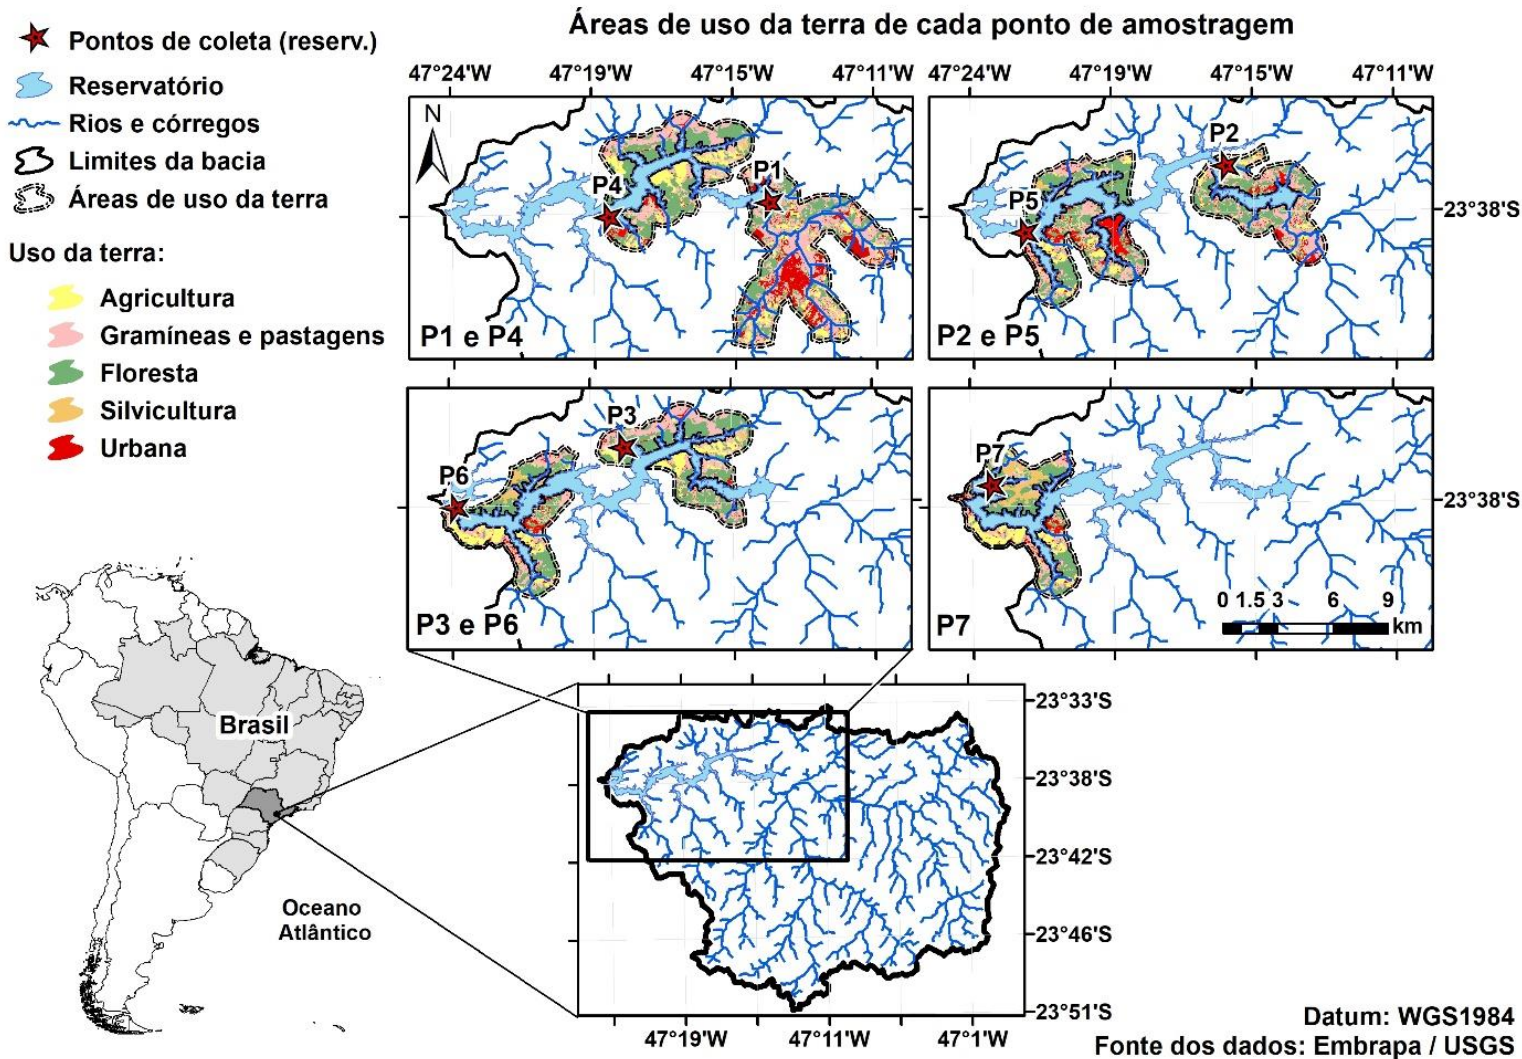 Áreas de uso da terra de cada ponto de amostragem
Pontos de coleta (reserv.)
Reservatório
Rios e córregos
Limites da bacia
Áreas de uso da terra
Uso da terra:
Agricultura
Gramíneas e pastagens
Floresta
Silvicultura
Urbana
47°24'W 47°19'W 47°15'W 47°11'W
47°24'W 47°19'W 47°15'W 47°11'W
N
P4
P1
P1 e P4
P2
P5
P2 e P5
23°38'S
P3
P6
P3 e P6
P7
P7
0 1.5 3 6 9
km
23°38'S
Brasil
Oceano
Atlântico
23°33'S
23°38'S
23°42'S
23°46'S
23°51'S
47°19'W 47°11'W 47°1'W
Datum: WGS1984
Fonte dos dados: Embrapa / USGS